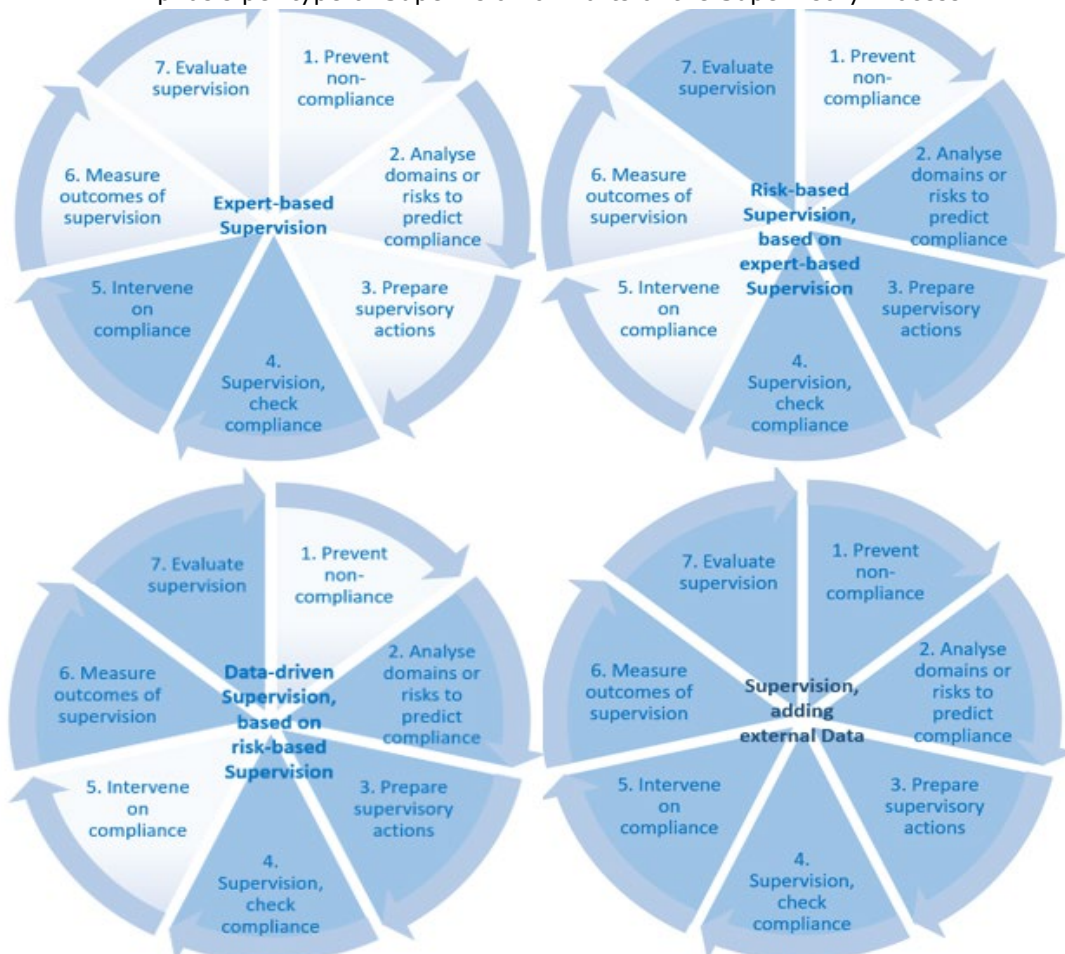 7. Evaluate
supervision
1. Prevent
non-
compliance
2. Analyse
domains or
risks to
predict
compliance
3. Prepare
supervisory
actions
4.
Supervision,
check
compliance
5. Intervene
on
compliance
6. Measure
outcomes of
supervision
Expert-based
Supervision
7. Evaluate
supervision
1. Prevent
non-
compliance
2. Analyse
domains or
risks to
predict
compliance
3. Prepare
supervisory
actions
4.
Supervision,
check
compliance
5. Intervene
on
compliance
6. Measure
outcomes of
supervision
Risk-based
Supervision,
based on
expert-based
Supervision
7. Evaluate
supervision
1. Prevent
non-
compliance
2. Analyse
domains or
risks to
predict
compliance
3. Prepare
supervisory
actions
4.
Supervision,
check
compliance
5. Intervene
on
compliance
6. Measure
outcomes of
supervision
Data-driven
Supervision,
based on
risk-based
Supervision
7. Evaluate
supervision
1. Prevent
non-
compliance
2. Analyse
domains or
risks to
predict
compliance
3. Prepare
supervisory
actions
4.
Supervision,
check
compliance
5. Intervene
on
compliance
6. Measure
outcomes of
supervision
Supervision,
adding
external Data